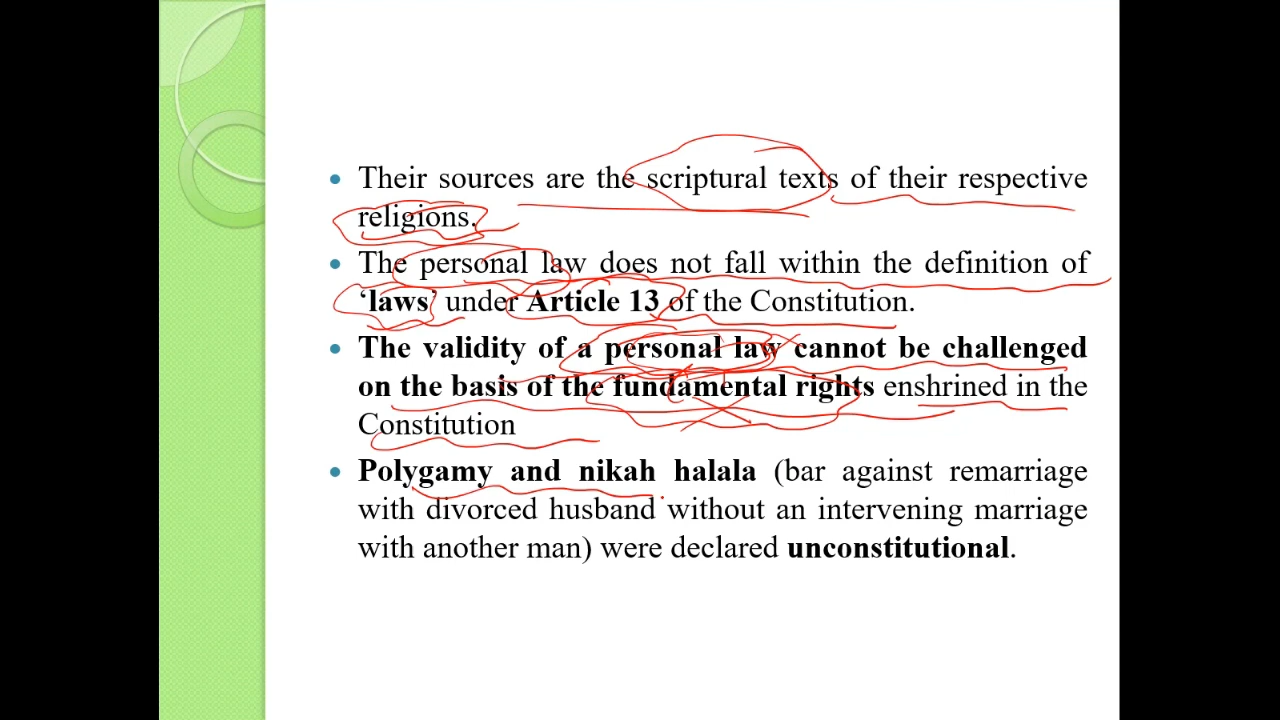 Their sources are the scriptural texts of their respective
religions.
The personal law does not fall within the definition of
‘laws’ under Article 13 of the Constitution.
The validity of a personal law cannot be challenged
on the basis of the fundamental rights enshrined in the
Constitution
Polygamy and nikah halala (bar against remarriage
with divorced husband without an intervening marriage
with another man) were declared unconstitutional.